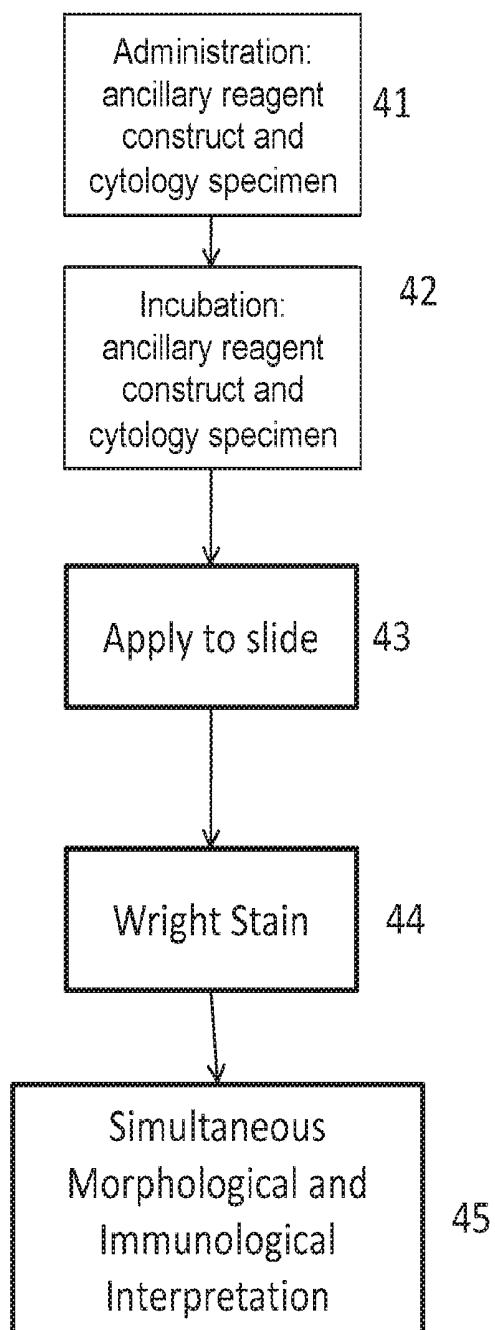 Administration:
ancillary reagent
construct and
cytology specimen
41
Incubation:
ancillary reagent
construct and
cytology specimen
42
Apply to slide
43
Wright Stain
44
Simultaneous
Morphological and
Immunological
Interpretation
45